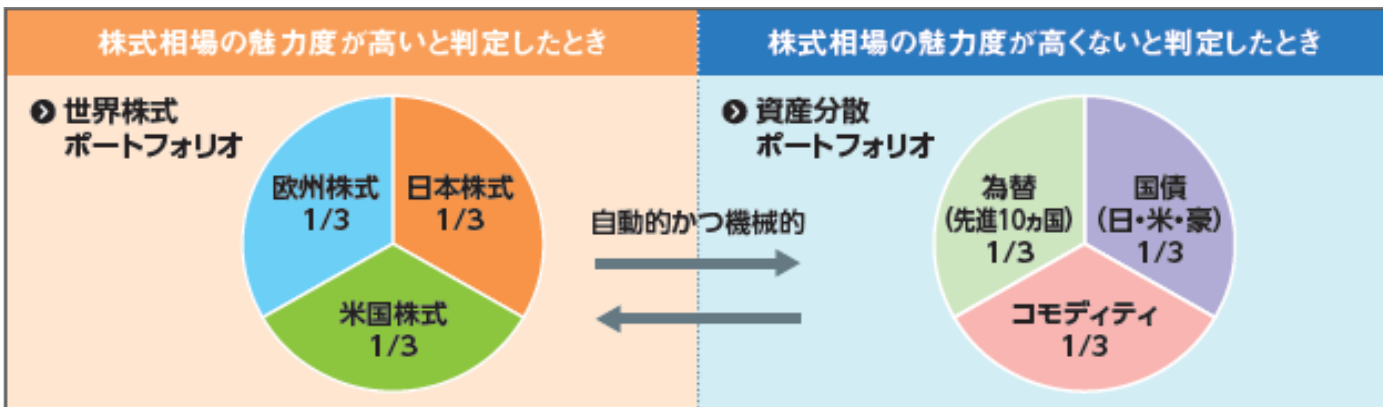 株式相場の魅力度が高いと判定したとき
世界株式
ポートフォリオ
欧州株式
1/3
日本株式
1/3
米国株式
1/3
自動的かつ機械的
株式相場の魅力度が高くないと判定したとき
資産分散
ポートフォリオ
為替
(先進10ヵ国)
1/3
国債
(日・米・豪)
1/3
コモディティ
1/3